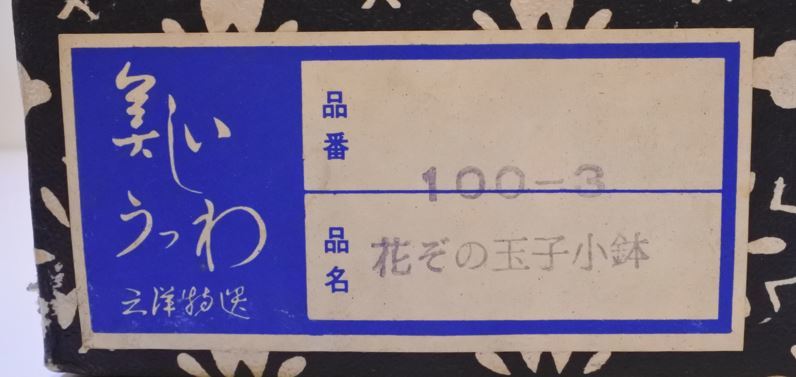 美しい
うつわ
三洋特選
品番
100-3
品名
花ぞの玉子小鉢